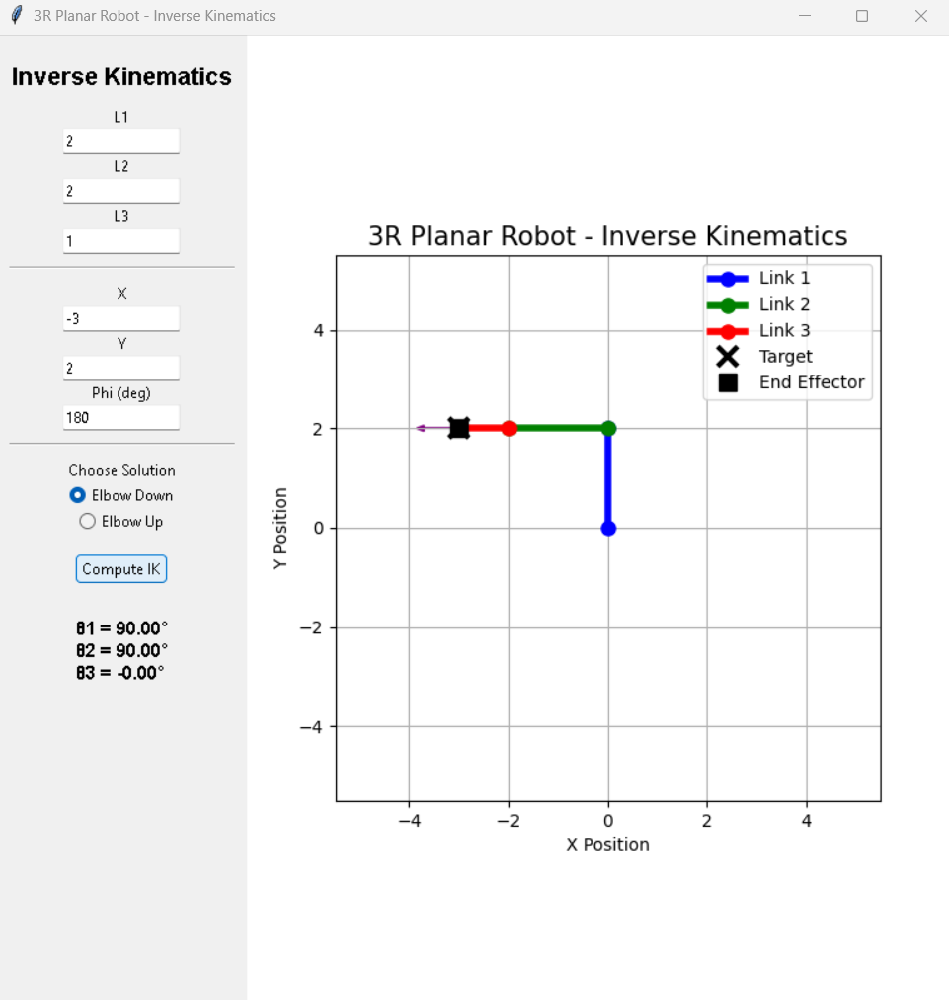 3R Planar Robot - Inverse Kinematics
Inverse Kinematics
L1
2
L2
2
L3
1
X
-3
Y
2
Phi (deg)
180
Choose Solution
Elbow Down
Elbow Up
Compute IK
θ1 = 90.00°
θ2 = 90.00°
θ3 = -0.00°
3R Planar Robot - Inverse Kinematics
Link 1
Link 2
Link 3
Target
End Effector
4
2
0
−2
−4
Y Position
−4 −2 0 2 4
X Position